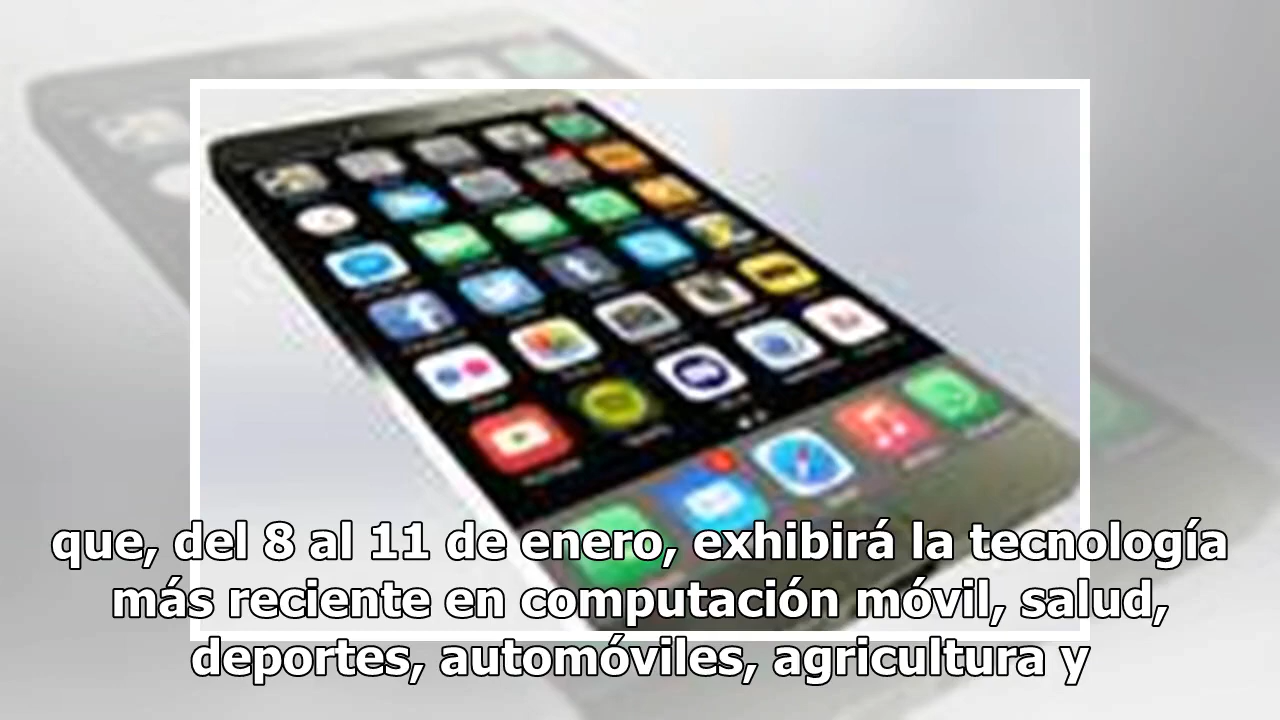 que, del 8 al 11 de enero, exhibirá la tecnología
más reciente en computación móvil, salud,
deportes, automóviles, agricultura y